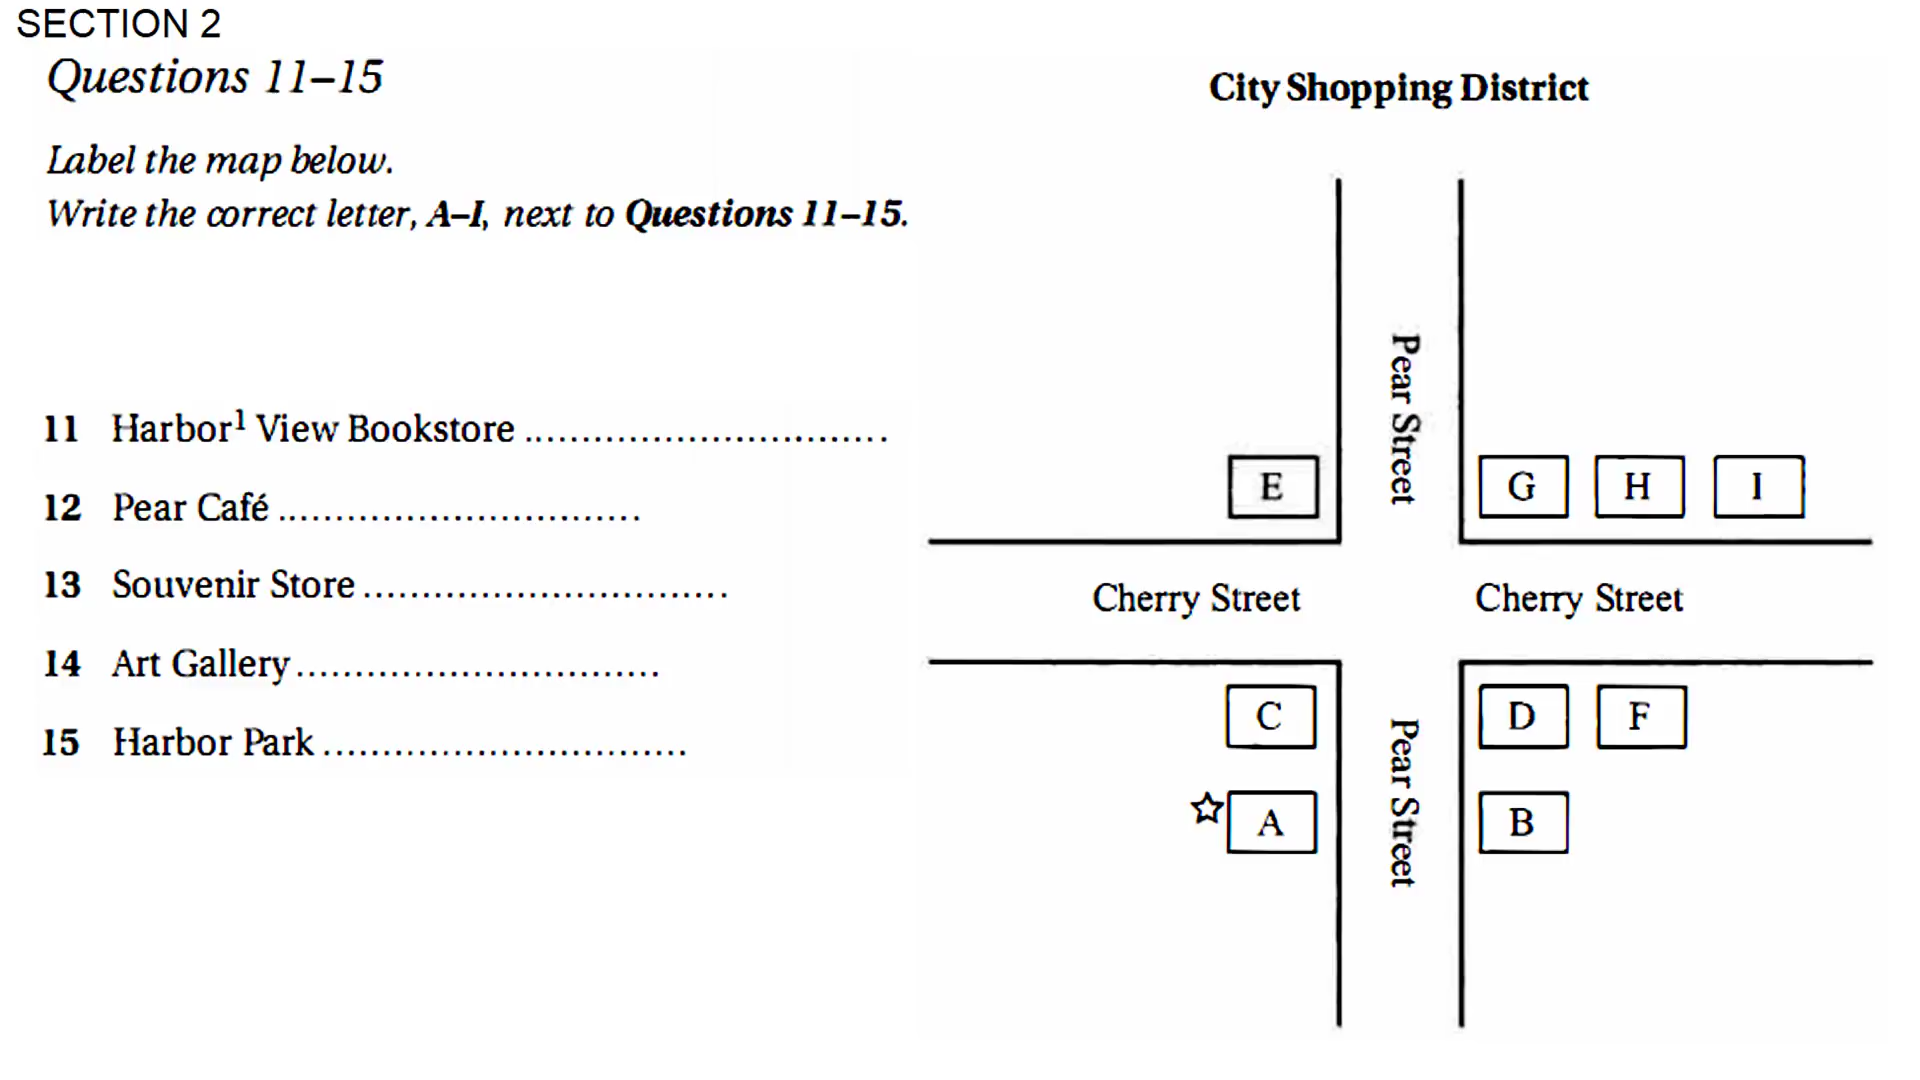 SECTION 2
Questions 11–15
Label the map below.
Write the correct letter, A–I, next to Questions 11–15.
11 Harbor¹ View Bookstore ...............................
12 Pear Café ...............................
13 Souvenir Store ...............................
14 Art Gallery ...............................
15 Harbor Park ...............................
City Shopping District
Pear Street
E
G H I
Cherry Street
Cherry Street
C
D F
Pear Street
A
B